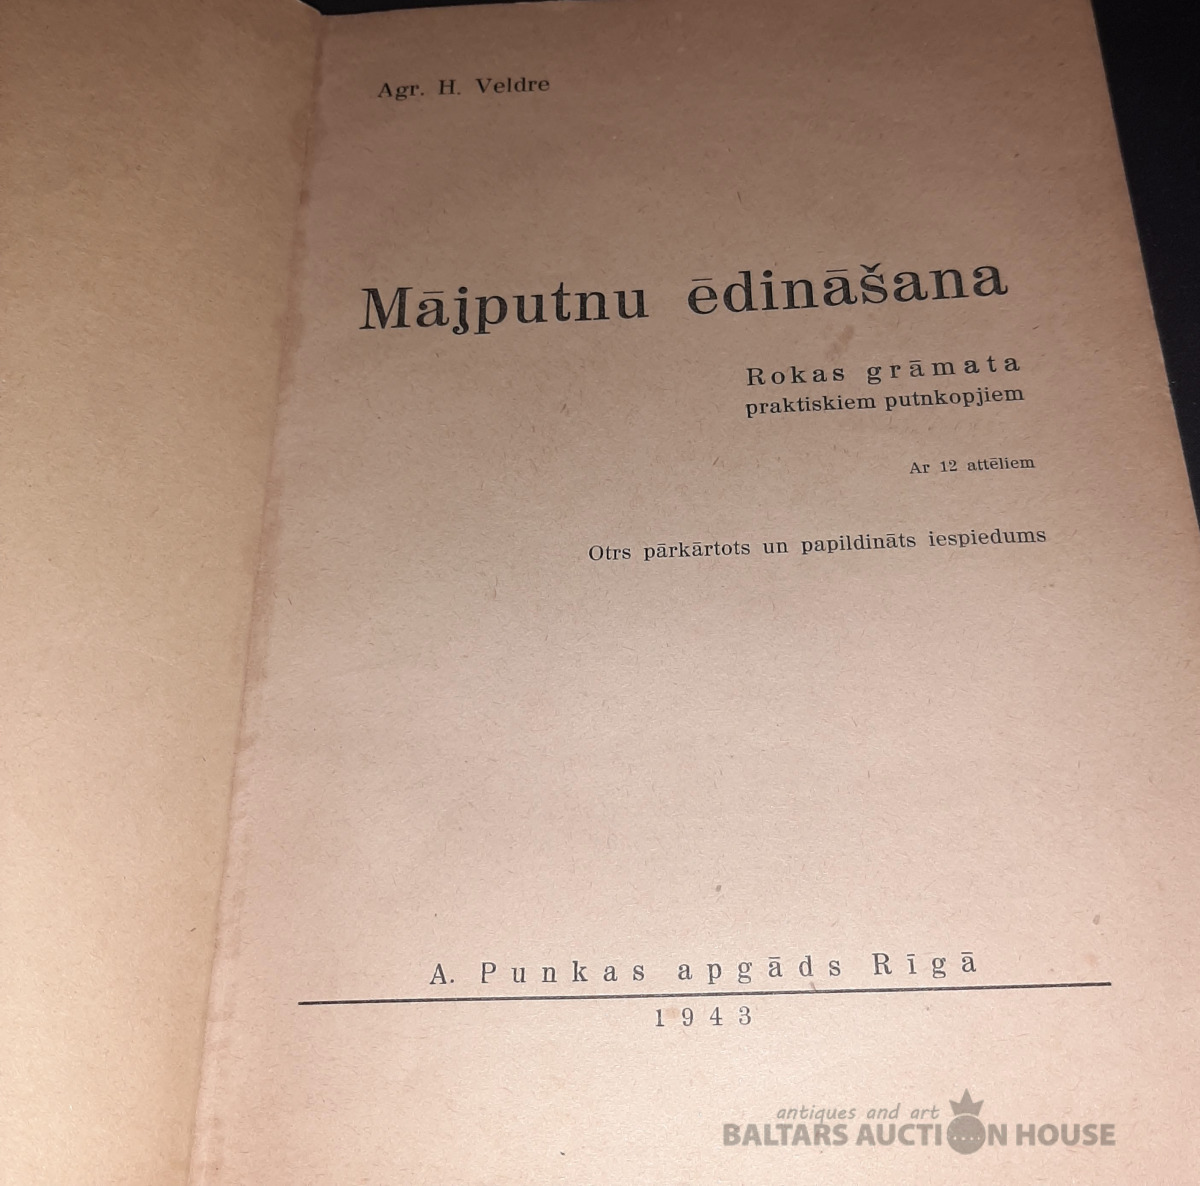 Agr. H. Veldre
Mājputnu ēdināšana
Rokas grāmata
praktiskiem putnkopjiem
Ar 12 attēliem
Otrs pārkārtots un papildināts iespiedums
A. Punkas apgāds Rīgā
1943
antiques and art
BALTARS AUCTION HOUSE